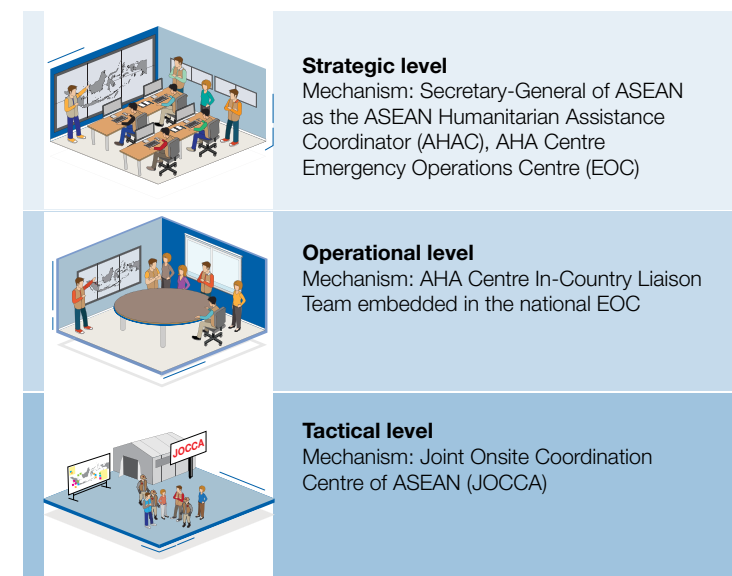 Strategic level
Mechanism: Secretary-General of ASEAN
as the ASEAN Humanitarian Assistance
Coordinator (AHAC), AHA Centre
Emergency Operations Centre (EOC)
Operational level
Mechanism: AHA Centre In-Country Liaison
Team embedded in the national EOC
JOCCA
Tactical level
Mechanism: Joint Onsite Coordination
Centre of ASEAN (JOCCA)